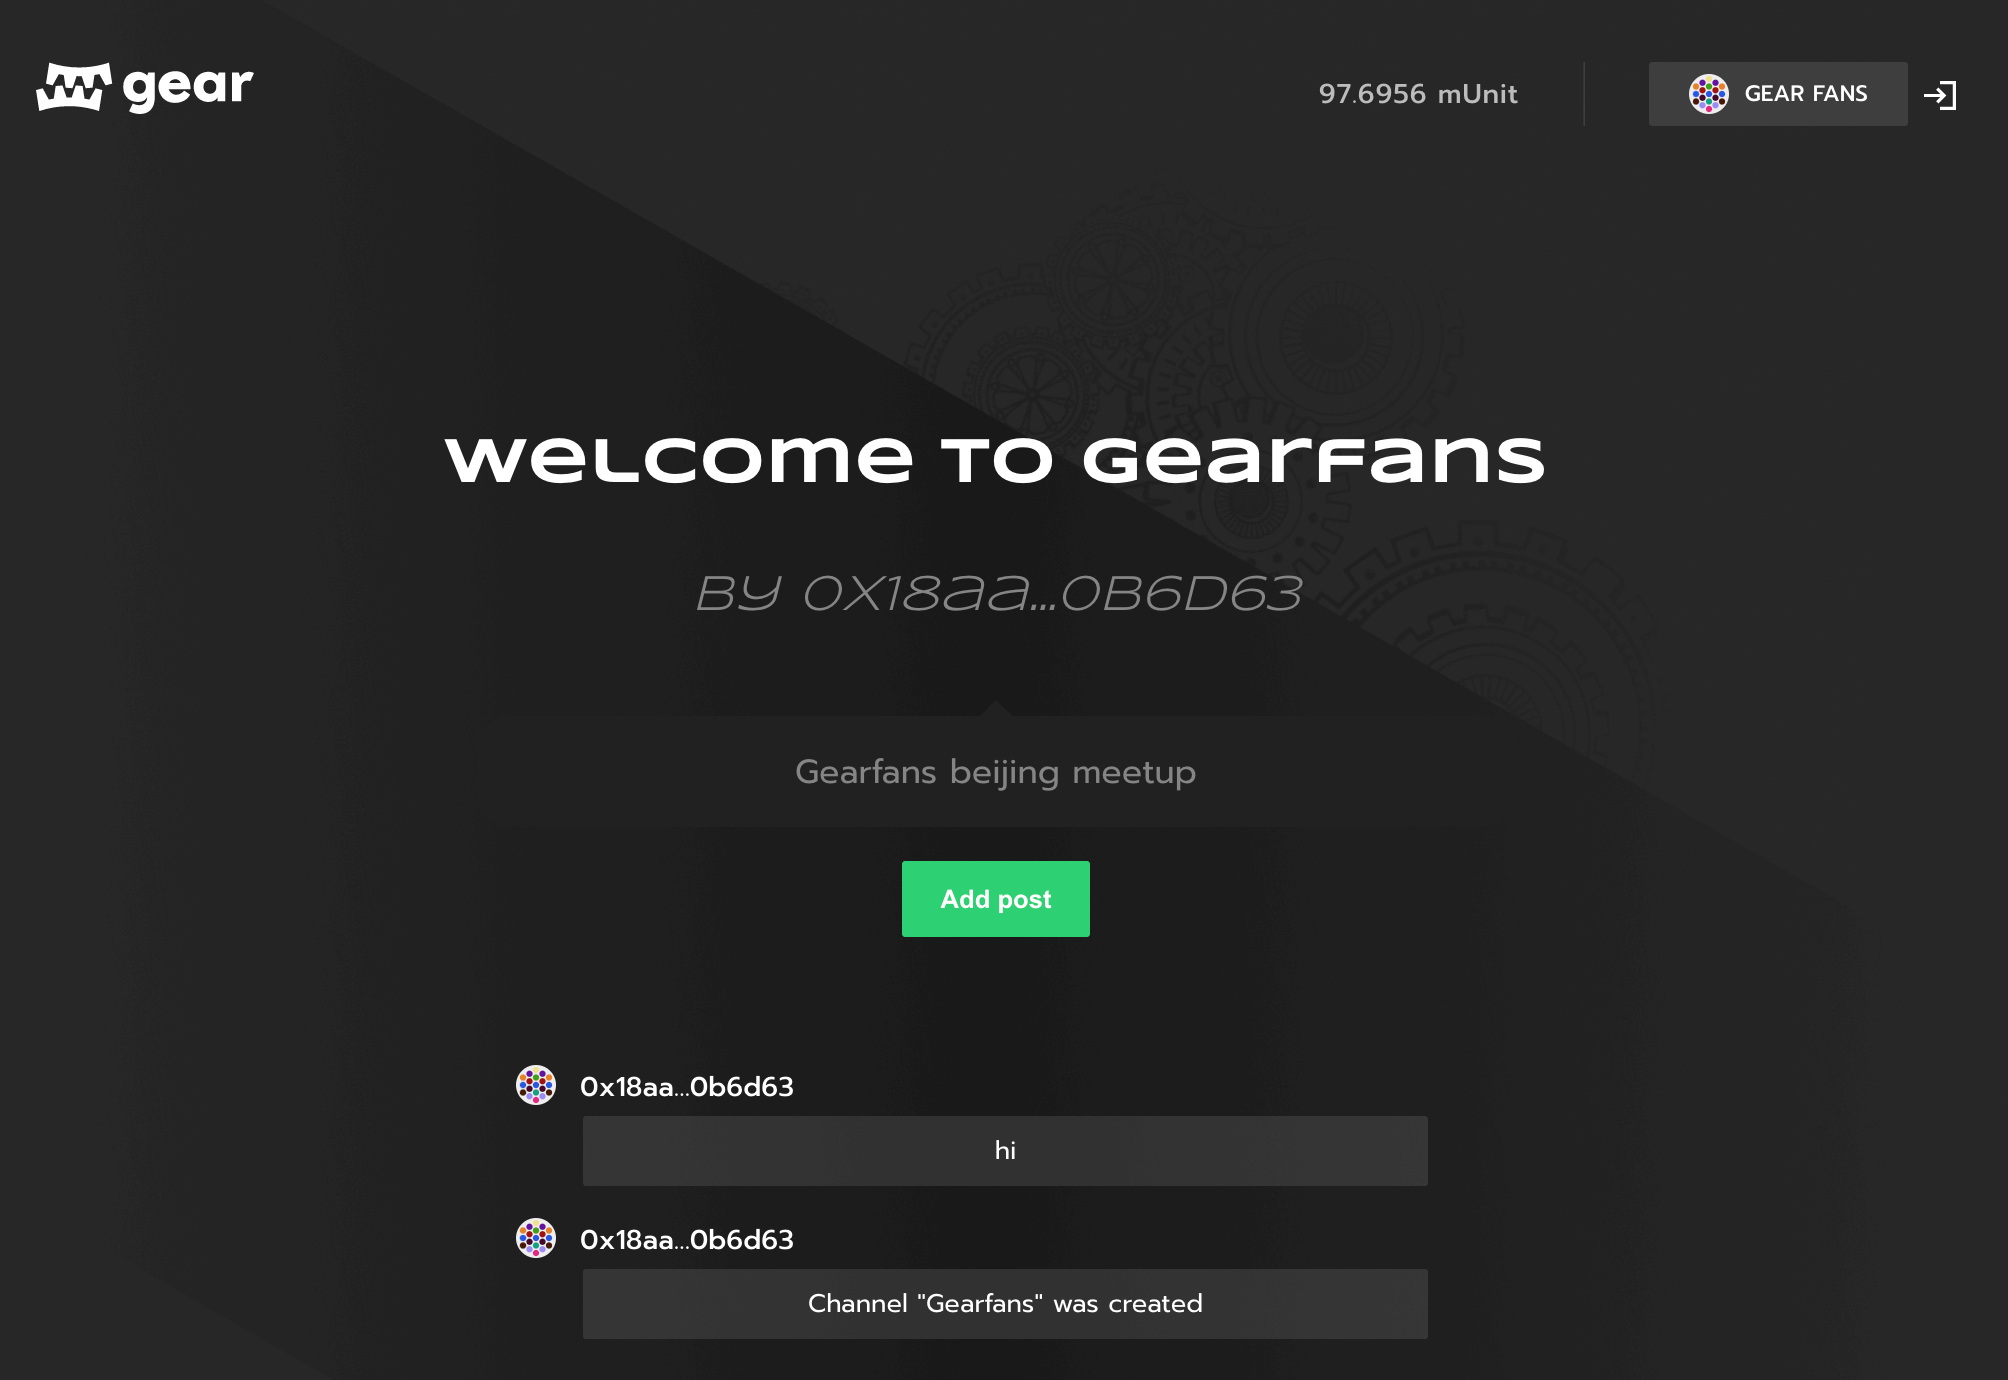 gear
97.6956 mUnit
GEAR FANS
WELCOME TO GEARFANS
BY 0X18AA...0B6D63
Gearfans beijing meetup
Add post
0x18aa...0b6d63
hi
0x18aa...0b6d63
Channel "Gearfans" was created